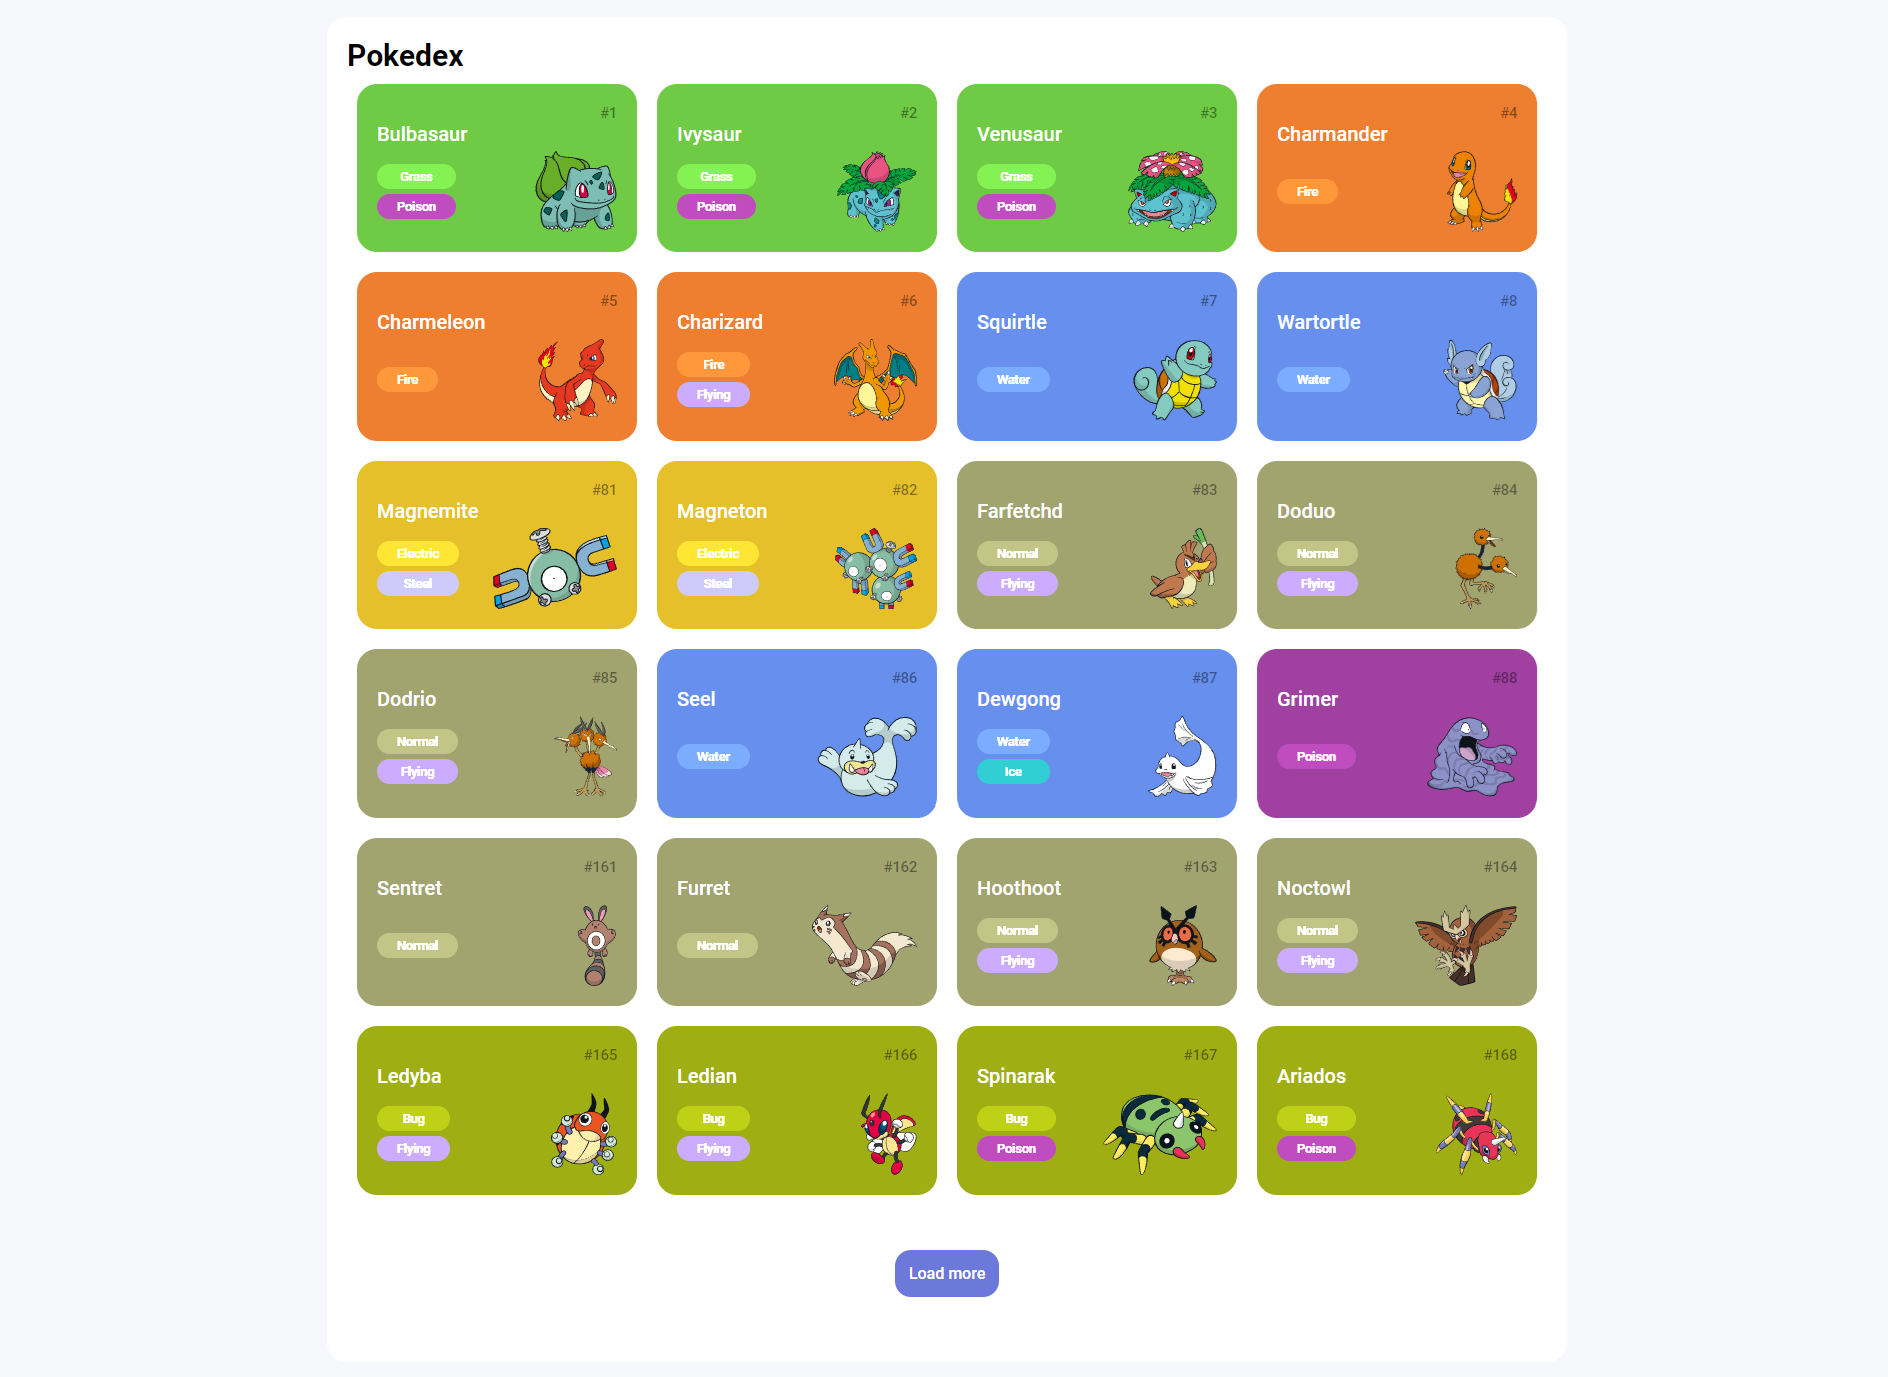 Pokedex
#1
Bulbasaur
Grass
Poison
#2
Ivysaur
Grass
Poison
#3
Venusaur
Grass
Poison
#4
Charmander
Fire
#5
Charmeleon
Fire
#6
Charizard
Fire
Flying
#7
Squirtle
Water
#8
Wartortle
Water
#81
Magnemite
Electric
Steel
#82
Magneton
Electric
Steel
#83
Farfetchd
Normal
Flying
#84
Doduo
Normal
Flying
#85
Dodrio
Normal
Flying
#86
Seel
Water
#87
Dewgong
Water
Ice
#88
Grimer
Poison
#161
Sentret
Normal
#162
Furret
Normal
#163
Hoothoot
Normal
Flying
#164
Noctowl
Normal
Flying
#165
Ledyba
Bug
Flying
#166
Ledian
Bug
Flying
#167
Spinarak
Bug
Poison
#168
Ariados
Bug
Poison
Load more